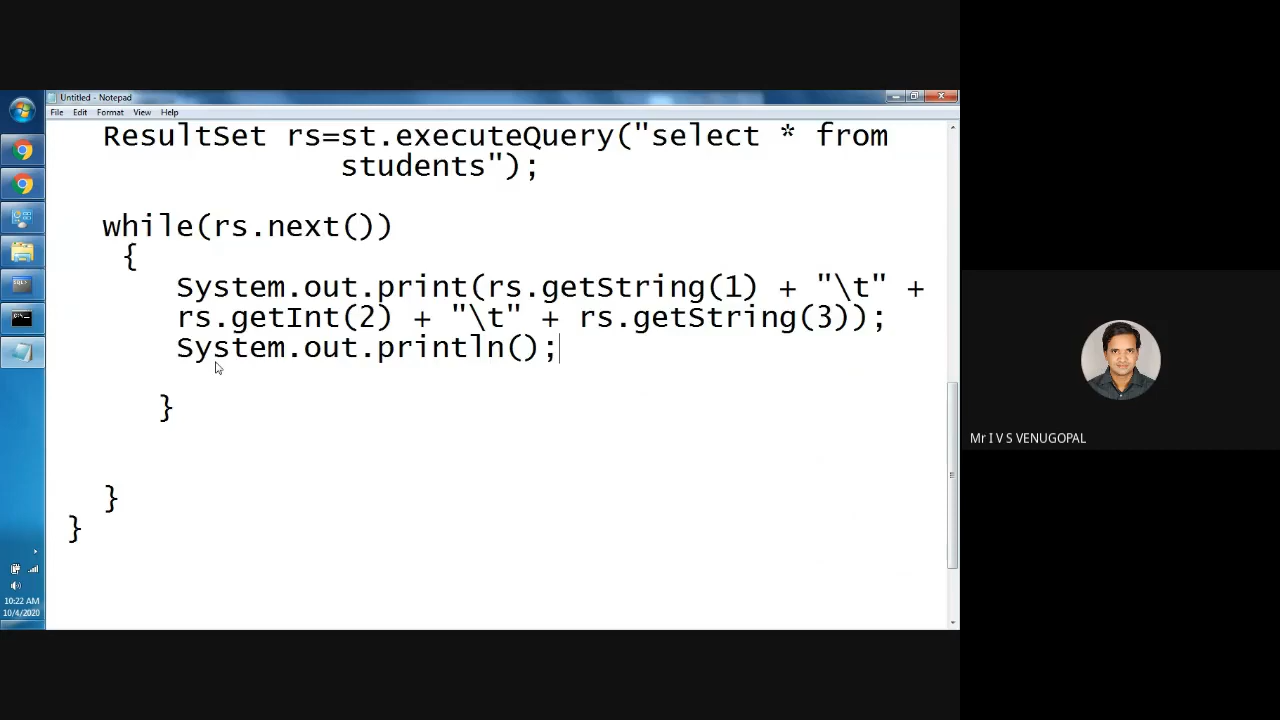 Untitled - Notepad
File Edit Format View Help
ResultSet rs=st.executeQuery("select * from
students");
while(rs.next())
{
System.out.print(rs.getString(1) + "\t" +
rs.getInt(2) + "\t" + rs.getString(3));
System.out.println();
}
}
}
Mr I V S VENUGOPAL
10:22 AM
10/4/2020